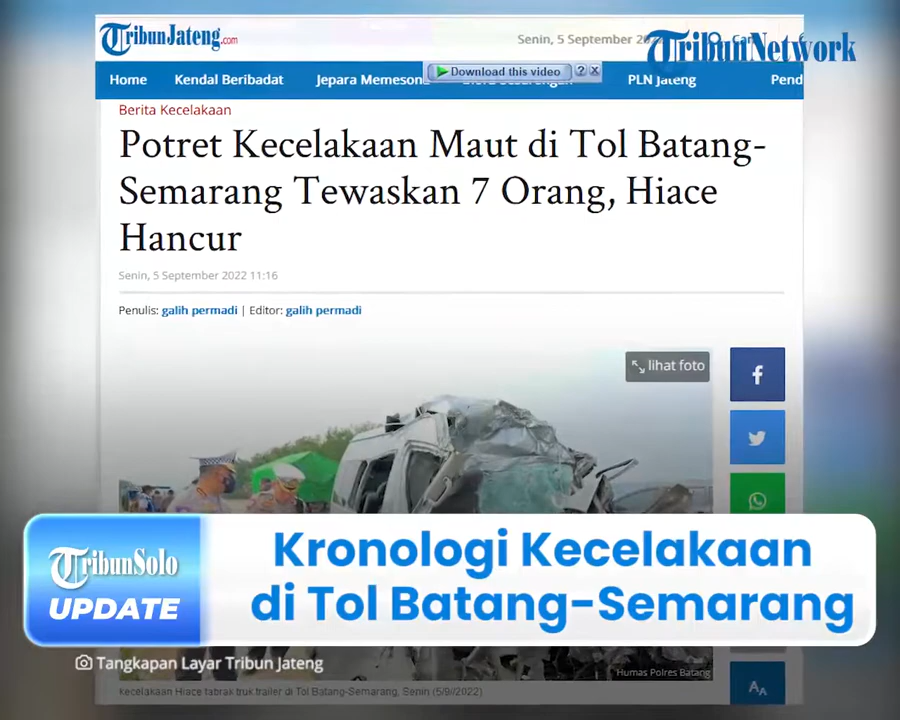 TribunJateng.com
Senin, 5 September
TribunNetwork
Home
Kendal Beribadat
Jepara Memeson
Download this video
PLN Jateng
Pend
Berita Kecelakaan
Potret Kecelakaan Maut di Tol Batang-
Semarang Tewaskan 7 Orang, Hiace
Hancur
Senin, 5 September 2022 11:16
Penulis: galih permadi | Editor: galih permadi
lihat foto
TribunSolo
UPDATE
Kronologi Kecelakaan
di Tol Batang-Semarang
Tangkapan Layar Tribun Jateng
Humas Polres Batang
Kecelakaan Hiace tabrak truk trailer di Tol Batang-Semarang, Senin (5/9//2022)
AA